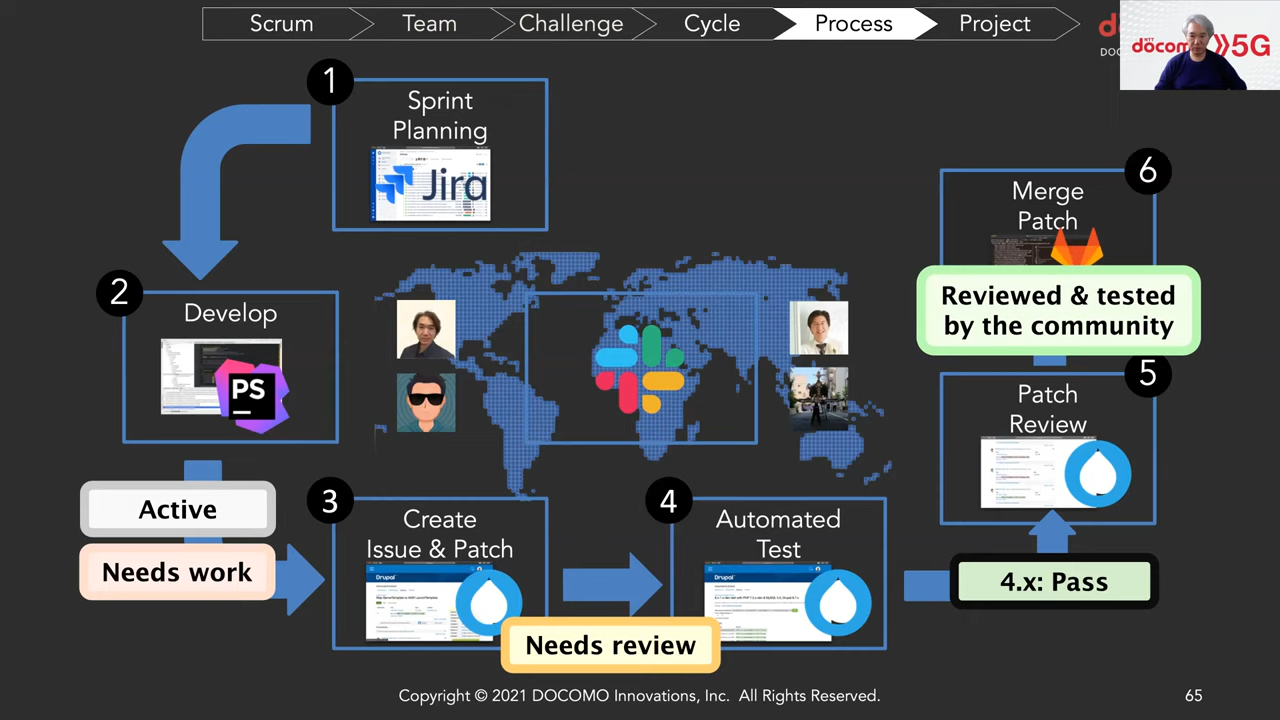 Scrum
Team
Challenge
Cycle
Process
Project
NTT
docomo 5G
1
Sprint
Planning
Jira
2
Develop
PS
Active
Needs work
3
Create
Issue & Patch
Drupal
Needs review
4
Automated
Test
Drupal
4.x: Pass
5
Patch
Review
6
Merge
Patch
Reviewed & tested
by the community
Copyright © 2021 DOCOMO Innovations, Inc. All Rights Reserved.
65